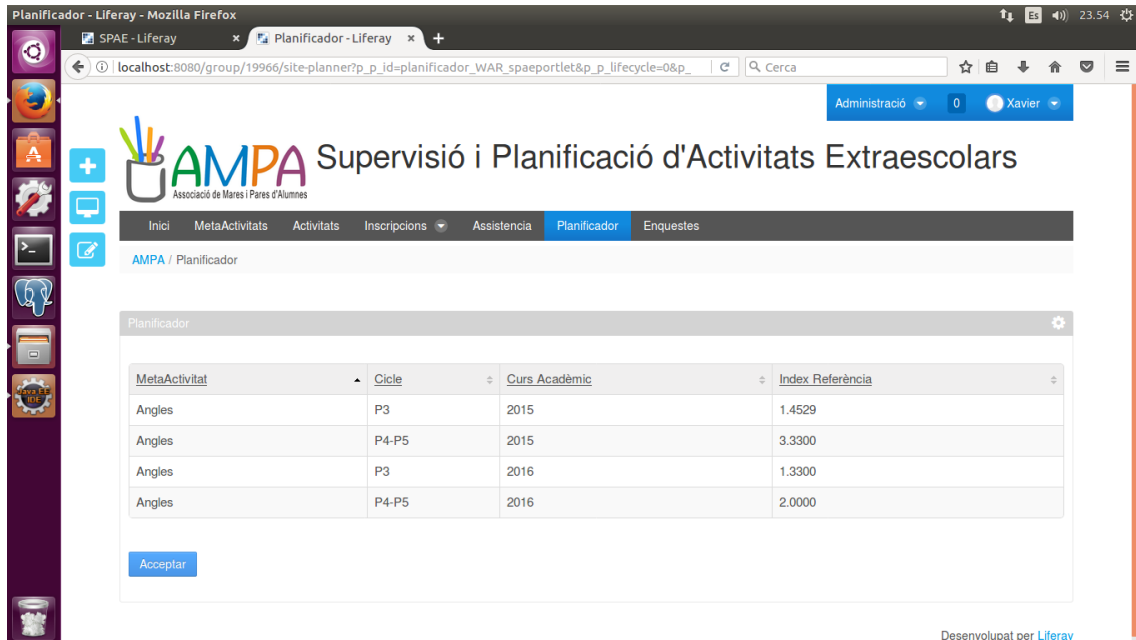 Planificador - Liferay - Mozilla Firefox Es 23.54
SPAE - Liferay × Planificador - Liferay × +
localhost:8080/group/19966/site-planner?p_p_id=planificador_WAR_spaeportlet&p_p_lifecycle=0&p_ Cerca
Administració 0 Xavier
AMPA Supervisió i Planificació d'Activitats Extraescolars
Associació de Mares i Pares d'Alumnes
Inici MetaActivitats Activitats Inscripcions Assistencia Planificador Enquestes
AMPA / Planificador
Planificador
MetaActivitat Cicle Curs Acadèmic Index Referència
Angles P3 2015 1.4529
Angles P4-P5 2015 3.3300
Angles P3 2016 1.3300
Angles P4-P5 2016 2.0000
Acceptar
Java EE
IDE
Desenvolupat per Liferay